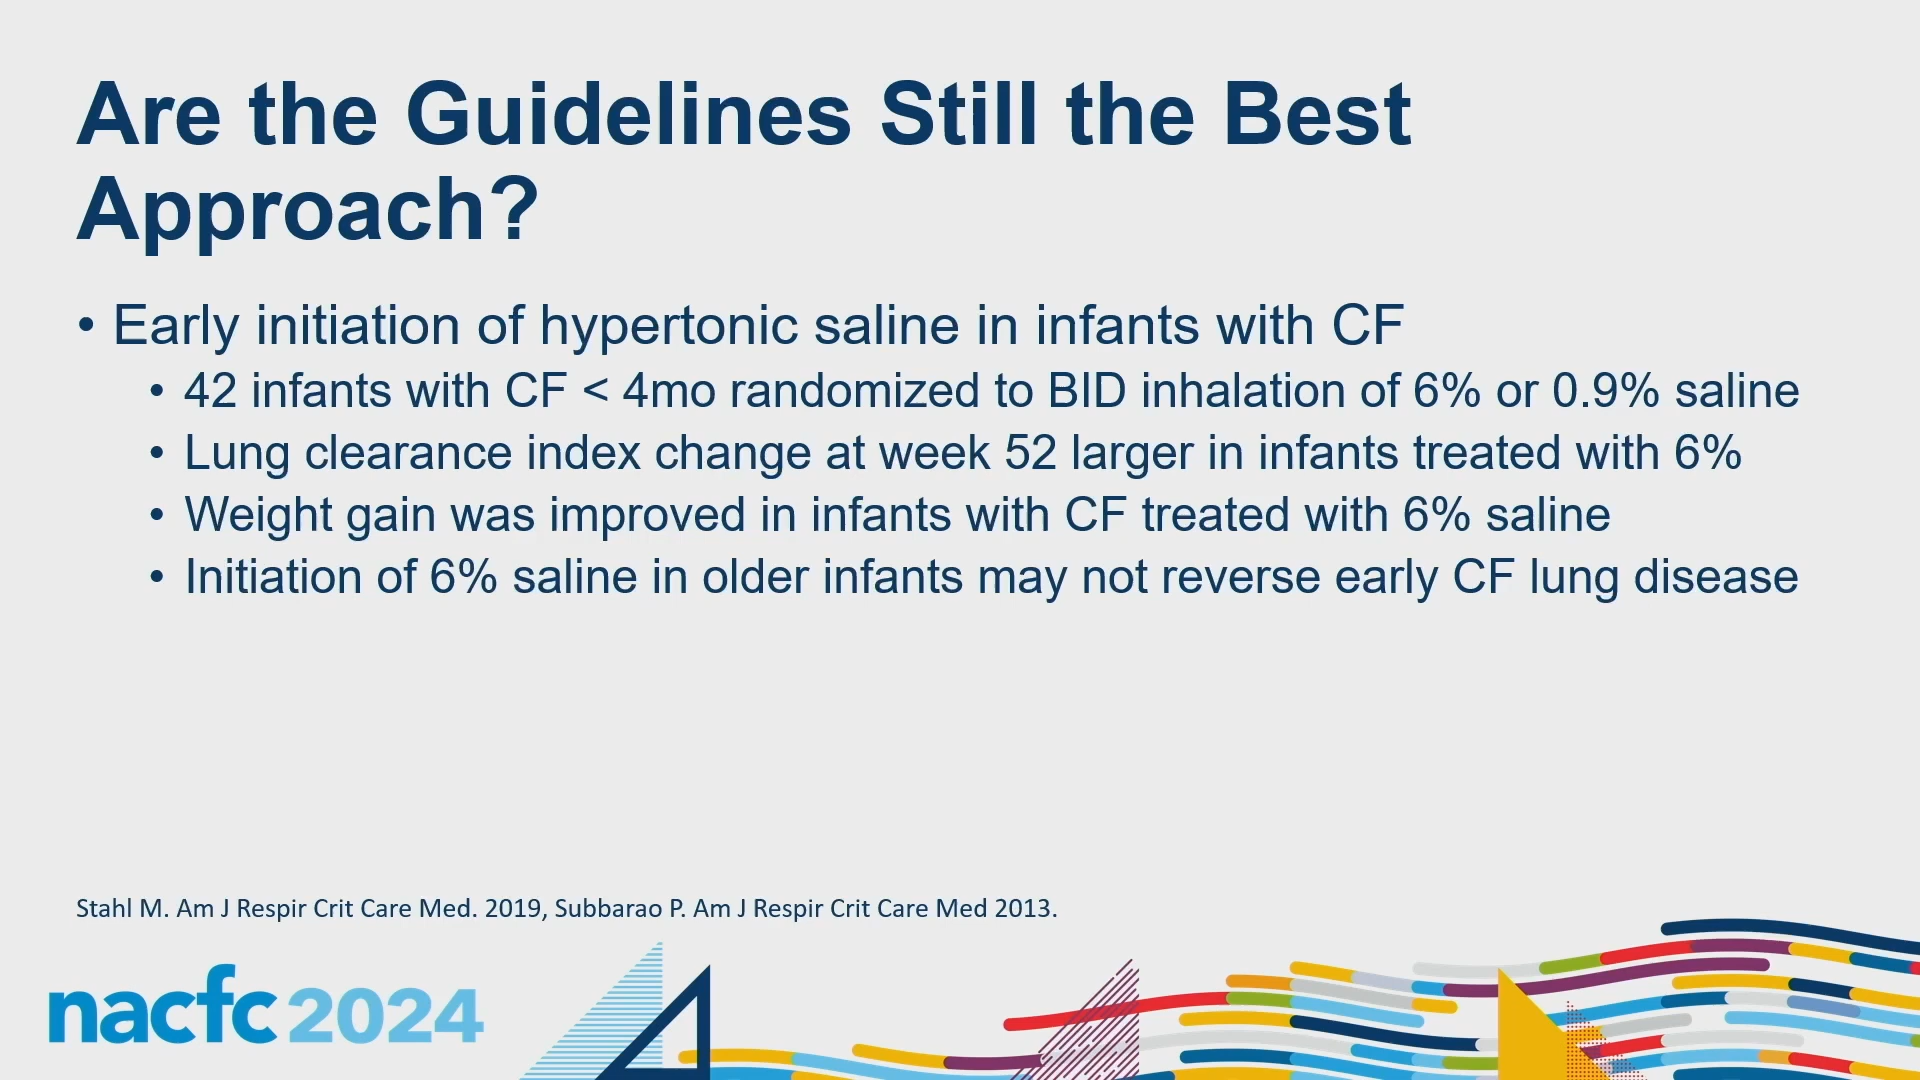 Are the Guidelines Still the Best
Approach?
• Early initiation of hypertonic saline in infants with CF
• 42 infants with CF < 4mo randomized to BID inhalation of 6% or 0.9% saline
• Lung clearance index change at week 52 larger in infants treated with 6%
• Weight gain was improved in infants with CF treated with 6% saline
• Initiation of 6% saline in older infants may not reverse early CF lung disease
Stahl M. Am J Respir Crit Care Med. 2019, Subbarao P. Am J Respir Crit Care Med 2013.
nacfc 2024